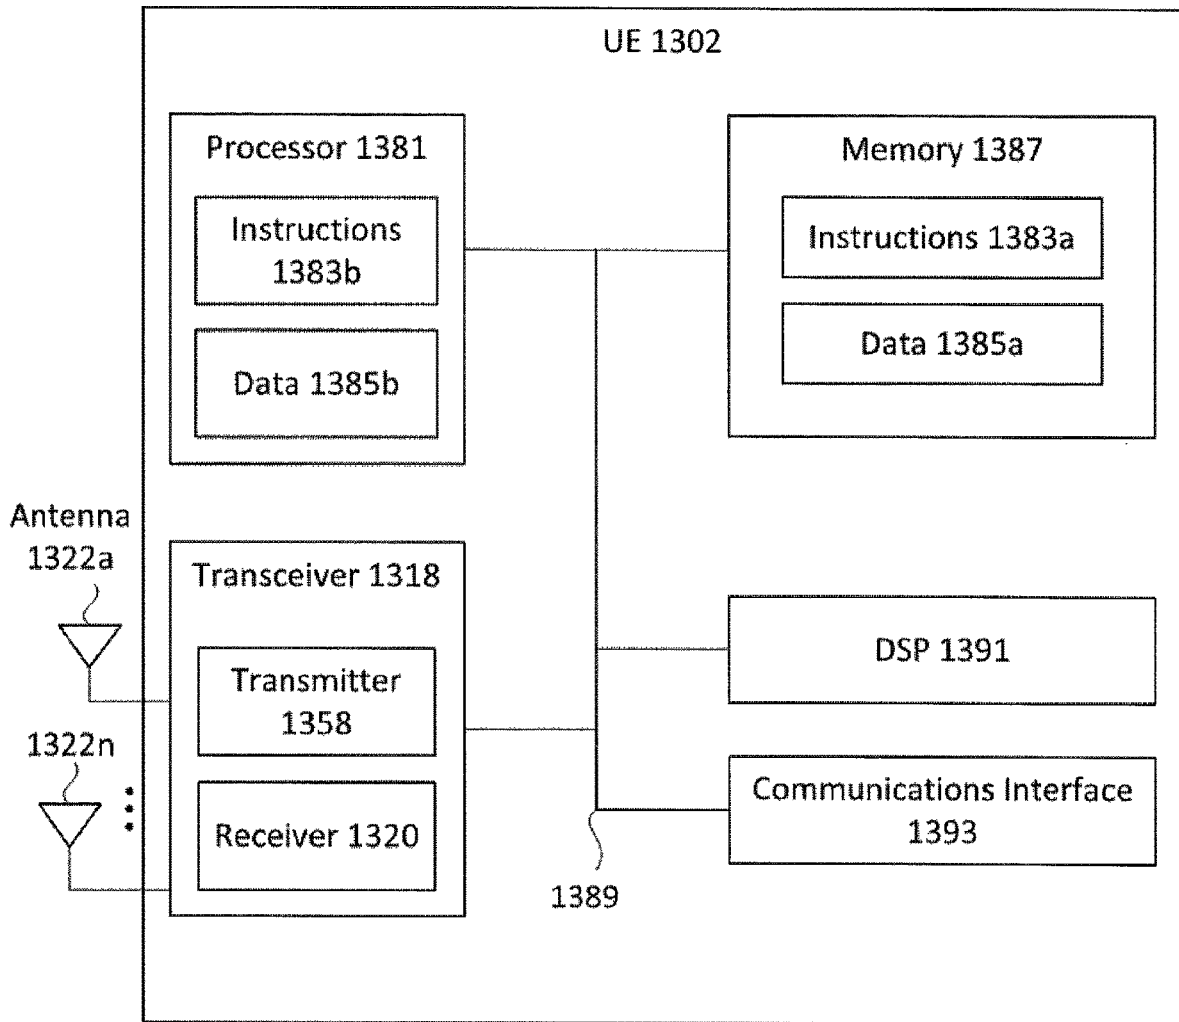 UE 1302
Processor 1381
Instructions
1383b
Data 1385b
Memory 1387
Instructions 1383a
Data 1385a
Antenna
1322a
1322n
Transceiver 1318
Transmitter
1358
Receiver 1320
DSP 1391
Communications Interface
1393
1389